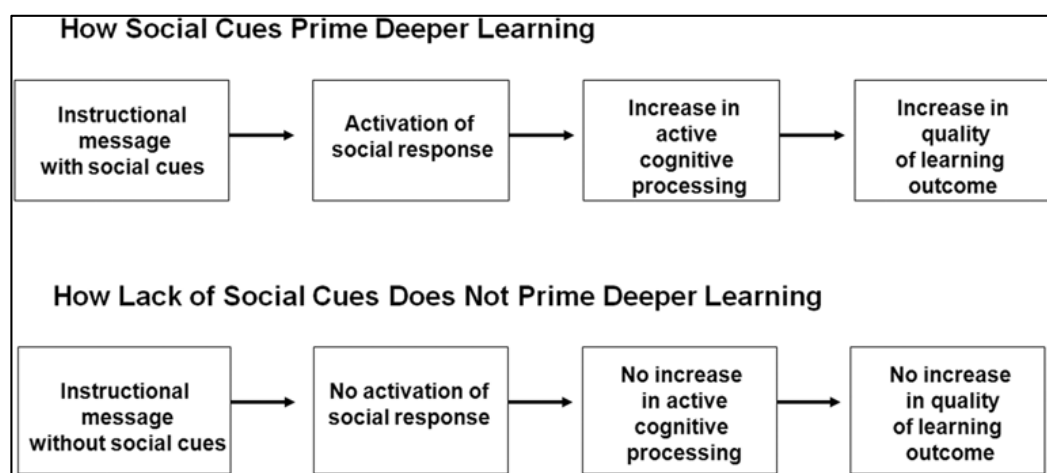 How Social Cues Prime Deeper Learning
Instructional
message
with social cues
Activation of
social response
Increase in
active
cognitive
processing
Increase in
quality
of learning
outcome
How Lack of Social Cues Does Not Prime Deeper Learning
Instructional
message
without social cues
No activation of
social response
No increase
in active
cognitive
processing
No increase
in quality
of learning
outcome